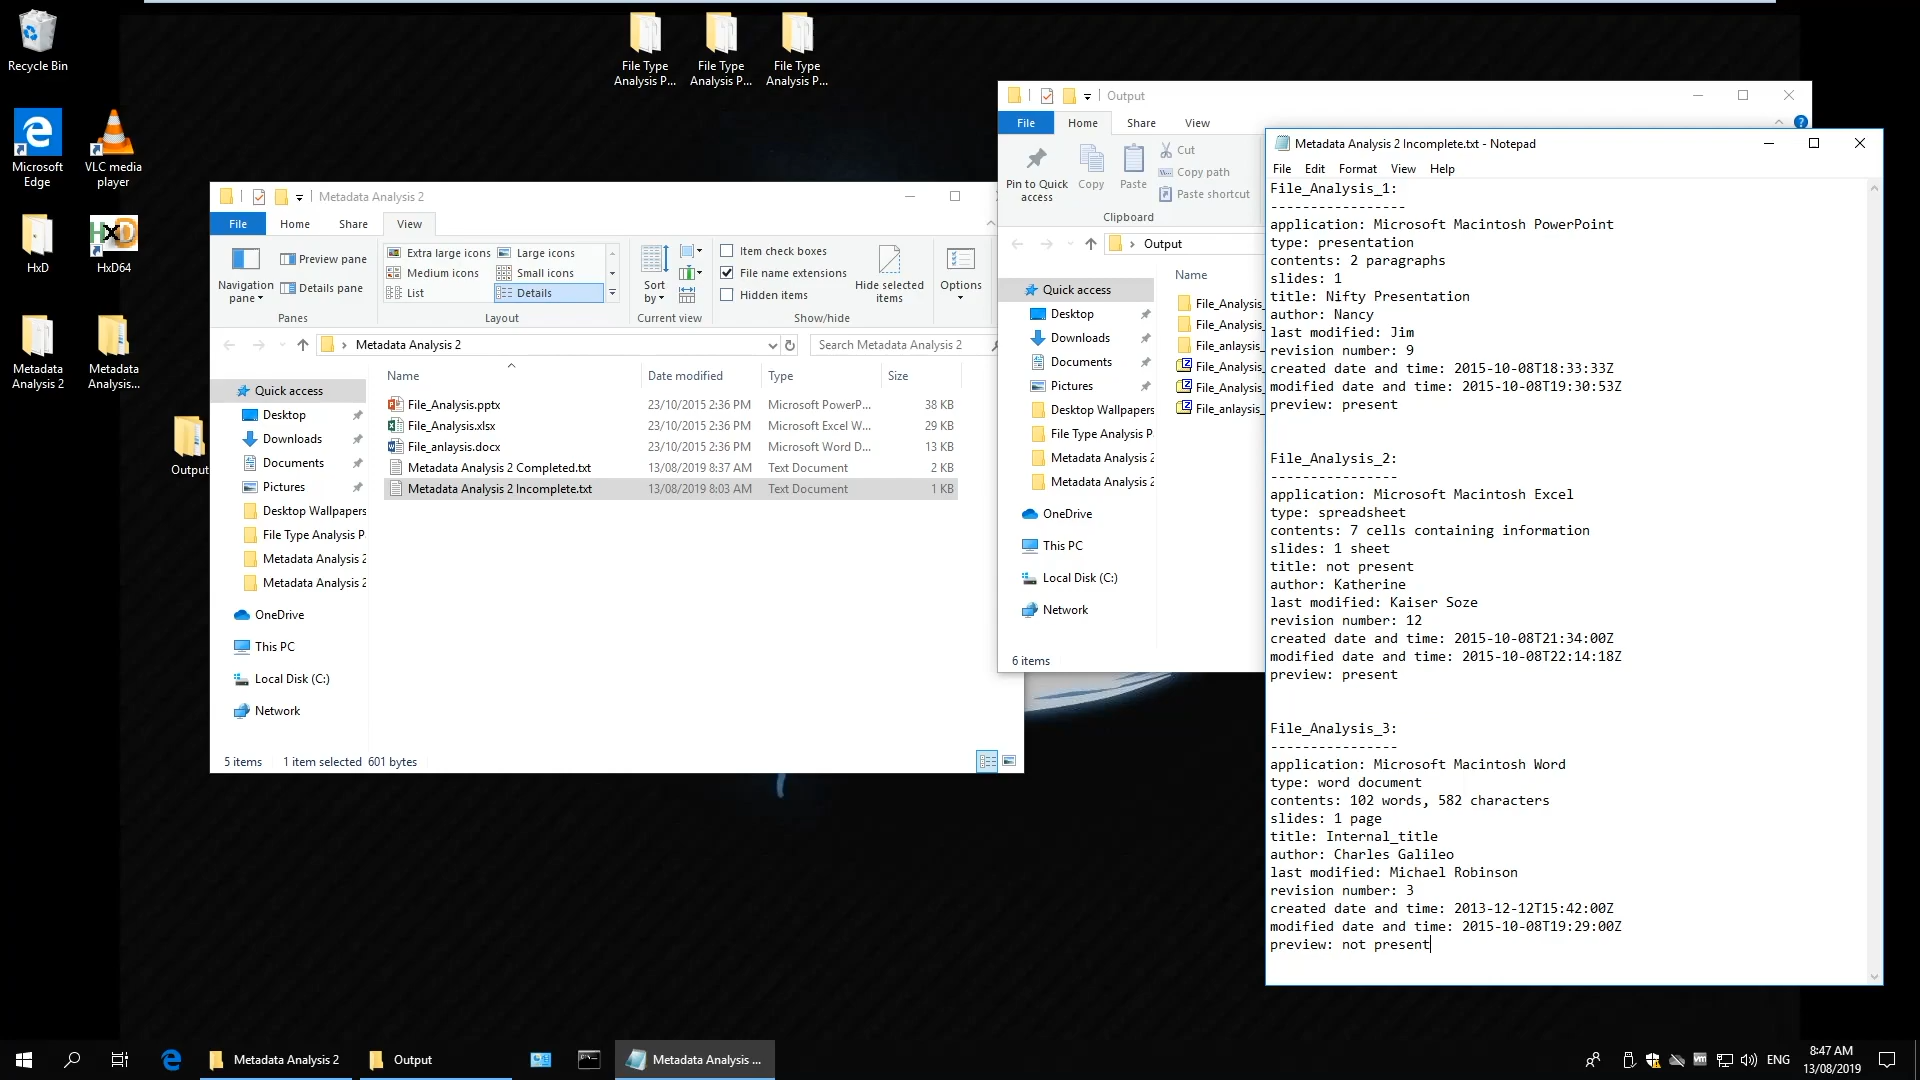 Recycle Bin
Microsoft
Edge
VLC media
player
HxD
HxD
HxD64
Metadata
Analysis 2
Metadata
Analysis...
Output
File Type
Analysis P...
File Type
Analysis P...
File Type
Analysis P...
Metadata Analysis 2
File
Home
Share
View
Navigation
pane
Preview pane
Details pane
Panes
Extra large icons
Large icons
Medium icons
Small icons
List
Details
Layout
Sort
by
Current view
Item check boxes
File name extensions
Hidden items
Hide selected
items
Show/hide
Options
Metadata Analysis 2
Search Metadata Analysis 2
Quick access
Desktop
Downloads
Documents
Pictures
Desktop Wallpapers
File Type Analysis P
Metadata Analysis 2
Metadata Analysis 2
OneDrive
This PC
Local Disk (C:)
Network
Name
Date modified
Type
Size
File_Analysis.pptx 23/10/2015 2:36 PM Microsoft PowerP... 38 KB
File_Analysis.xlsx 23/10/2015 2:36 PM Microsoft Excel W... 29 KB
File_anlaysis.docx 23/10/2015 2:36 PM Microsoft Word D... 13 KB
Metadata Analysis 2 Completed.txt 13/08/2019 8:37 AM Text Document 2 KB
Metadata Analysis 2 Incomplete.txt 13/08/2019 8:03 AM Text Document 1 KB
5 items 1 item selected 601 bytes
Output
File
Home
Share
View
Pin to Quick
access
Copy
Paste
Cut
Copy path
Paste shortcut
Clipboard
Output
Quick access
Desktop
Downloads
Documents
Pictures
Desktop Wallpapers
File Type Analysis P
Metadata Analysis 2
Metadata Analysis 2
OneDrive
This PC
Local Disk (C:)
Network
Name
File_Analysis_
File_Analysis_
File_anlaysis_
File_Analysis_
File_Analysis_
File_anlaysis_
6 items
Metadata Analysis 2 Incomplete.txt - Notepad
File Edit Format View Help
File_Analysis_1:
-----------------
application: Microsoft Macintosh PowerPoint
type: presentation
contents: 2 paragraphs
slides: 1
title: Nifty Presentation
author: Nancy
last modified: Jim
revision number: 9
created date and time: 2015-10-08T18:33:33Z
modified date and time: 2015-10-08T19:30:53Z
preview: present
File_Analysis_2:
----------------
application: Microsoft Macintosh Excel
type: spreadsheet
contents: 7 cells containing information
slides: 1 sheet
title: not present
author: Katherine
last modified: Kaiser Soze
revision number: 12
created date and time: 2015-10-08T21:34:00Z
modified date and time: 2015-10-08T22:14:18Z
preview: present
File_Analysis_3:
----------------
application: Microsoft Macintosh Word
type: word document
contents: 102 words, 582 characters
slides: 1 page
title: Internal_title
author: Charles Galileo
last modified: Michael Robinson
revision number: 3
created date and time: 2013-12-12T15:42:00Z
modified date and time: 2015-10-08T19:29:00Z
preview: not present
Metadata Analysis 2
Output
Metadata Analysis ...
ENG
8:47 AM
13/08/2019